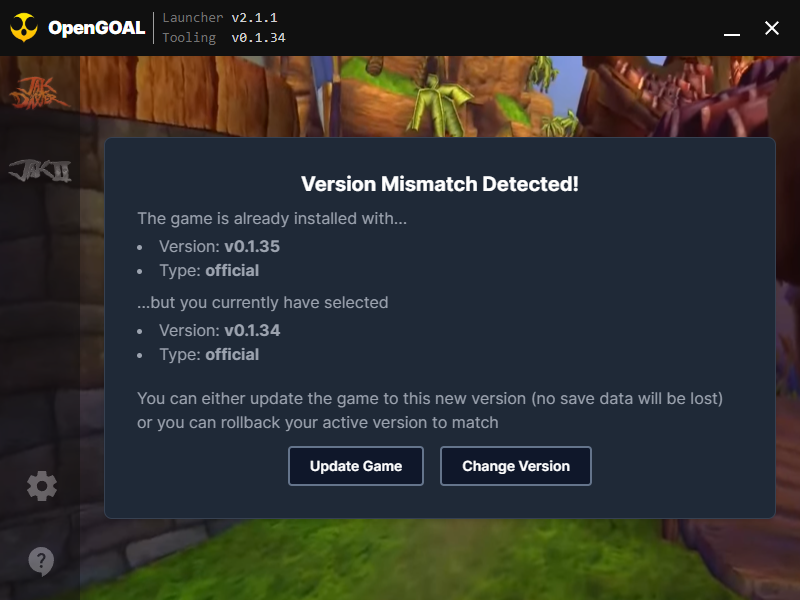 OpenGOAL
Launcher v2.1.1
Tooling v0.1.34
JAK
DAXTER
JAK II
Version Mismatch Detected!
The game is already installed with...
• Version: v0.1.35
• Type: official
...but you currently have selected
• Version: v0.1.34
• Type: official
You can either update the game to this new version (no save data will be lost)
or you can rollback your active version to match
Update Game
Change Version
?